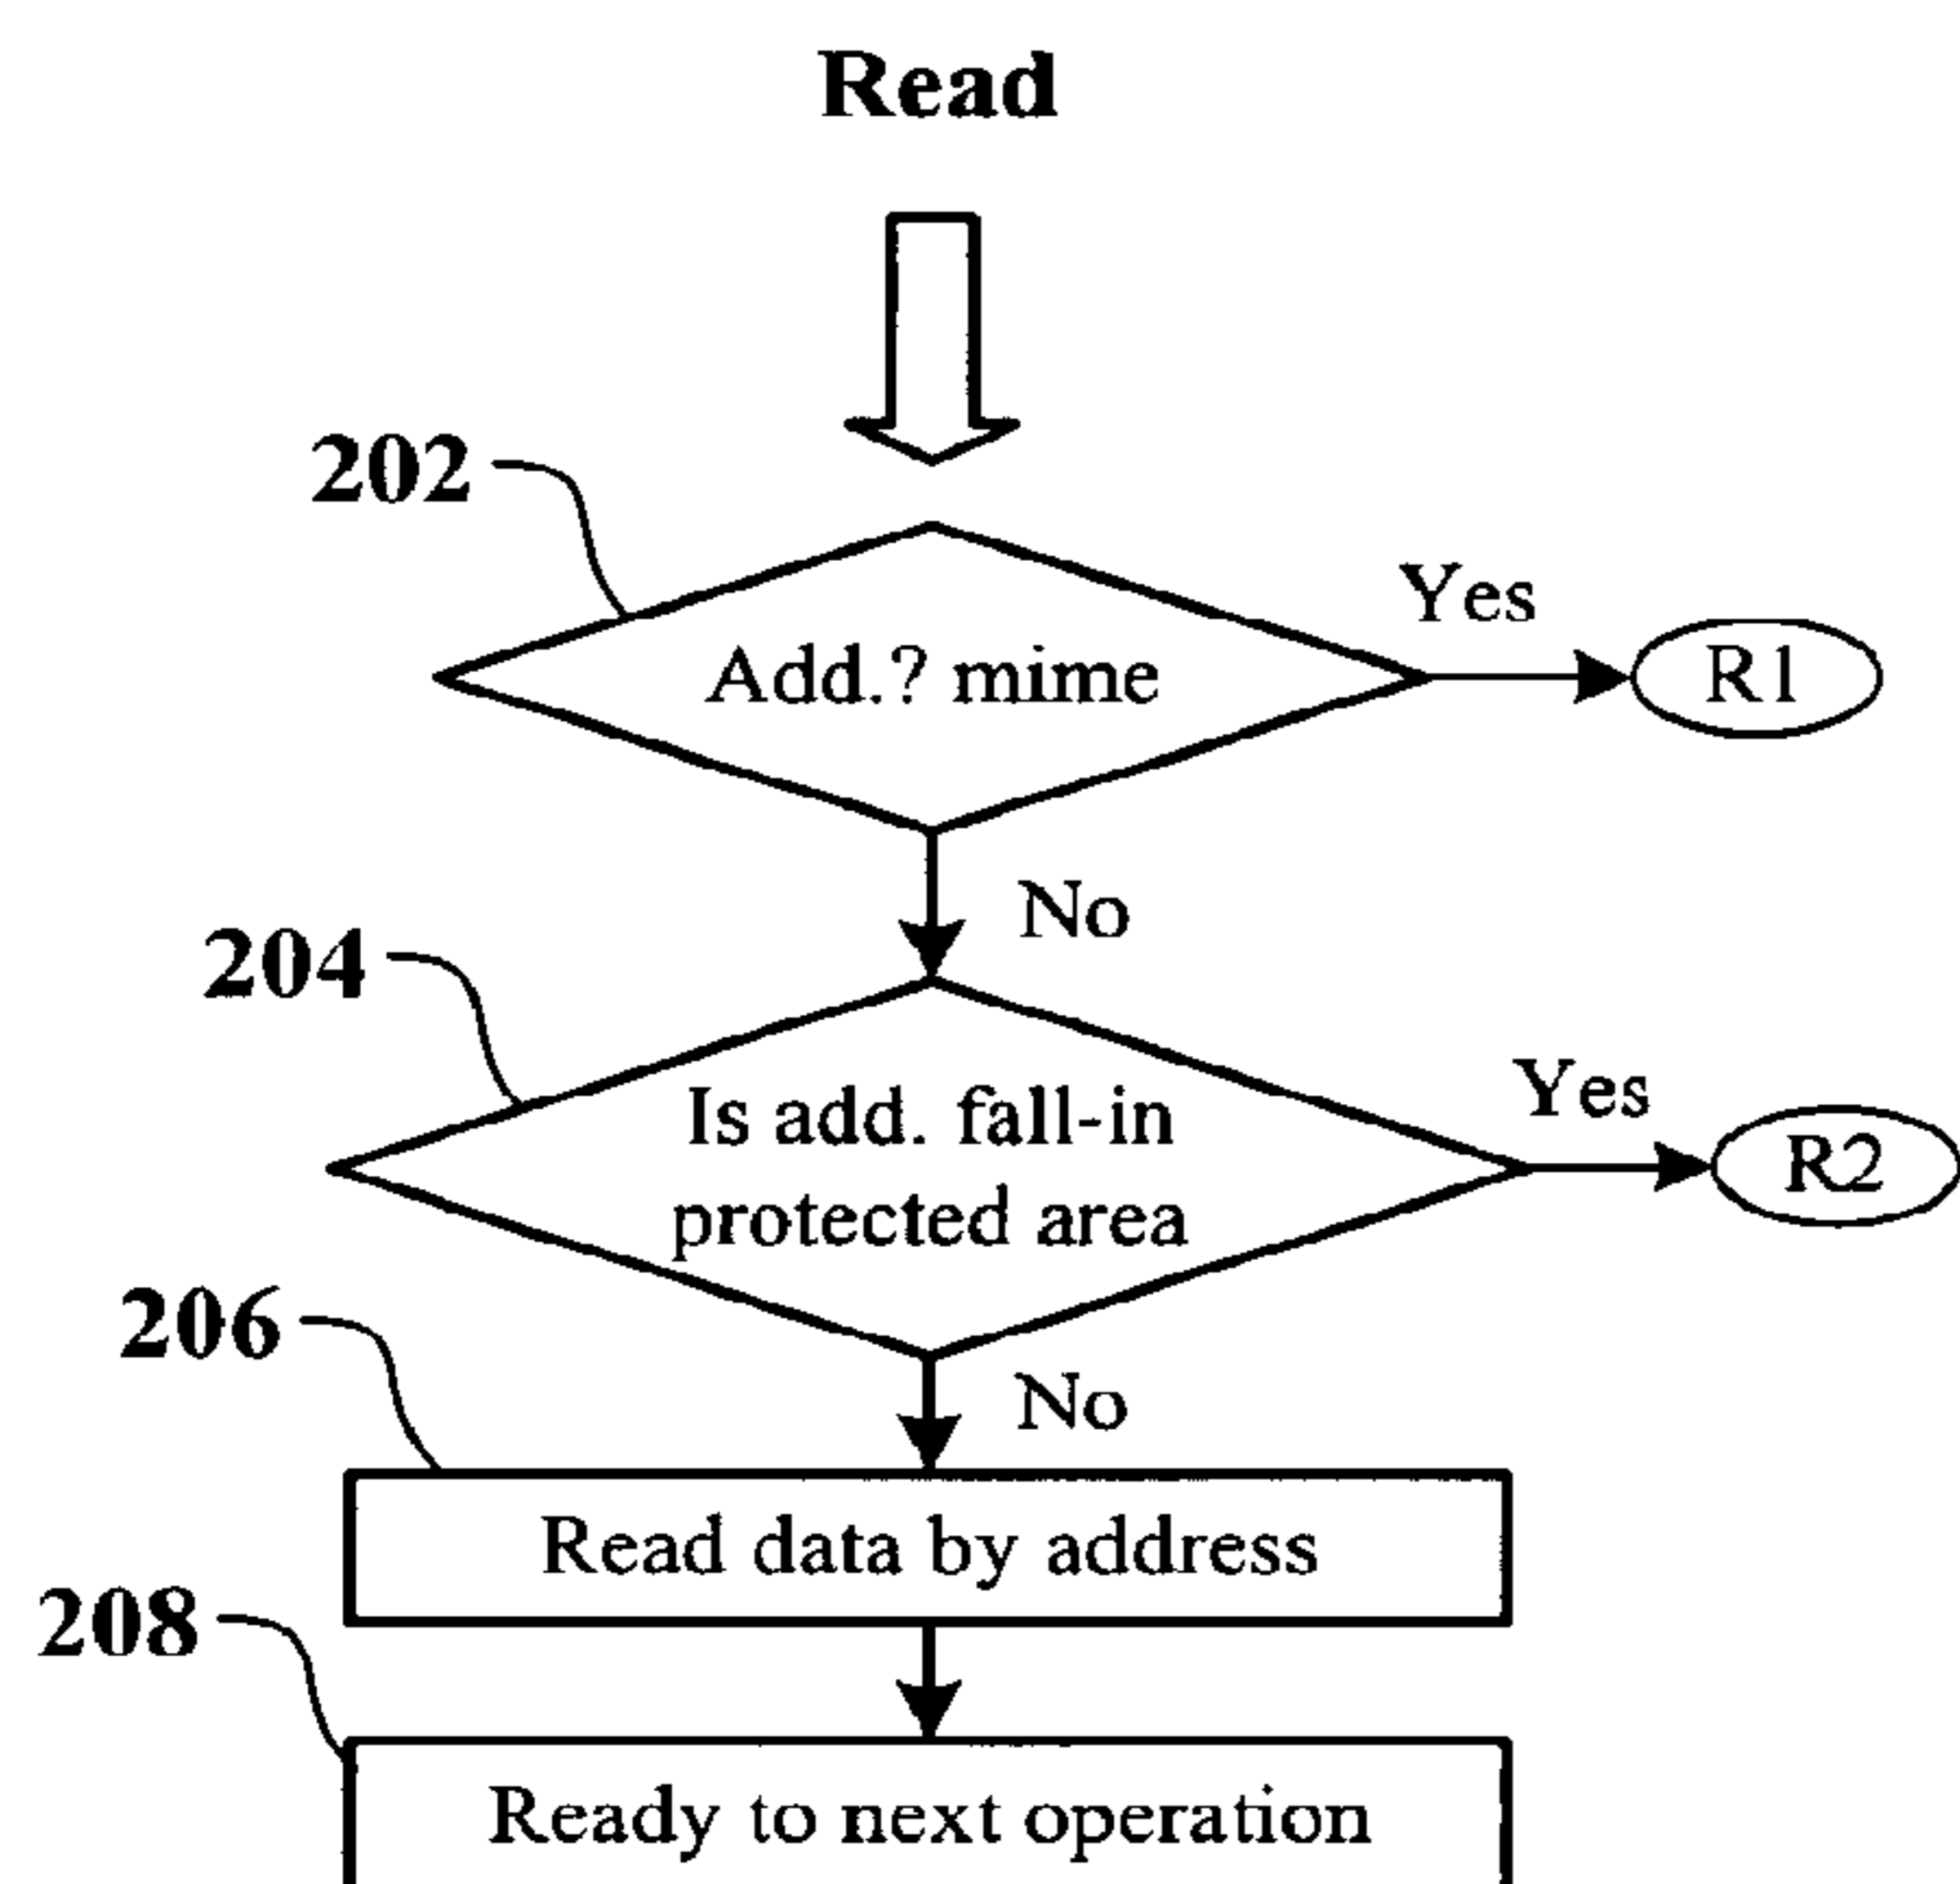 Read
202
Yes
Add.? mime
R1
No
204
Yes
Is add. fall-in
protected area
R2
206
No
Read data by address
208
Ready to next operation